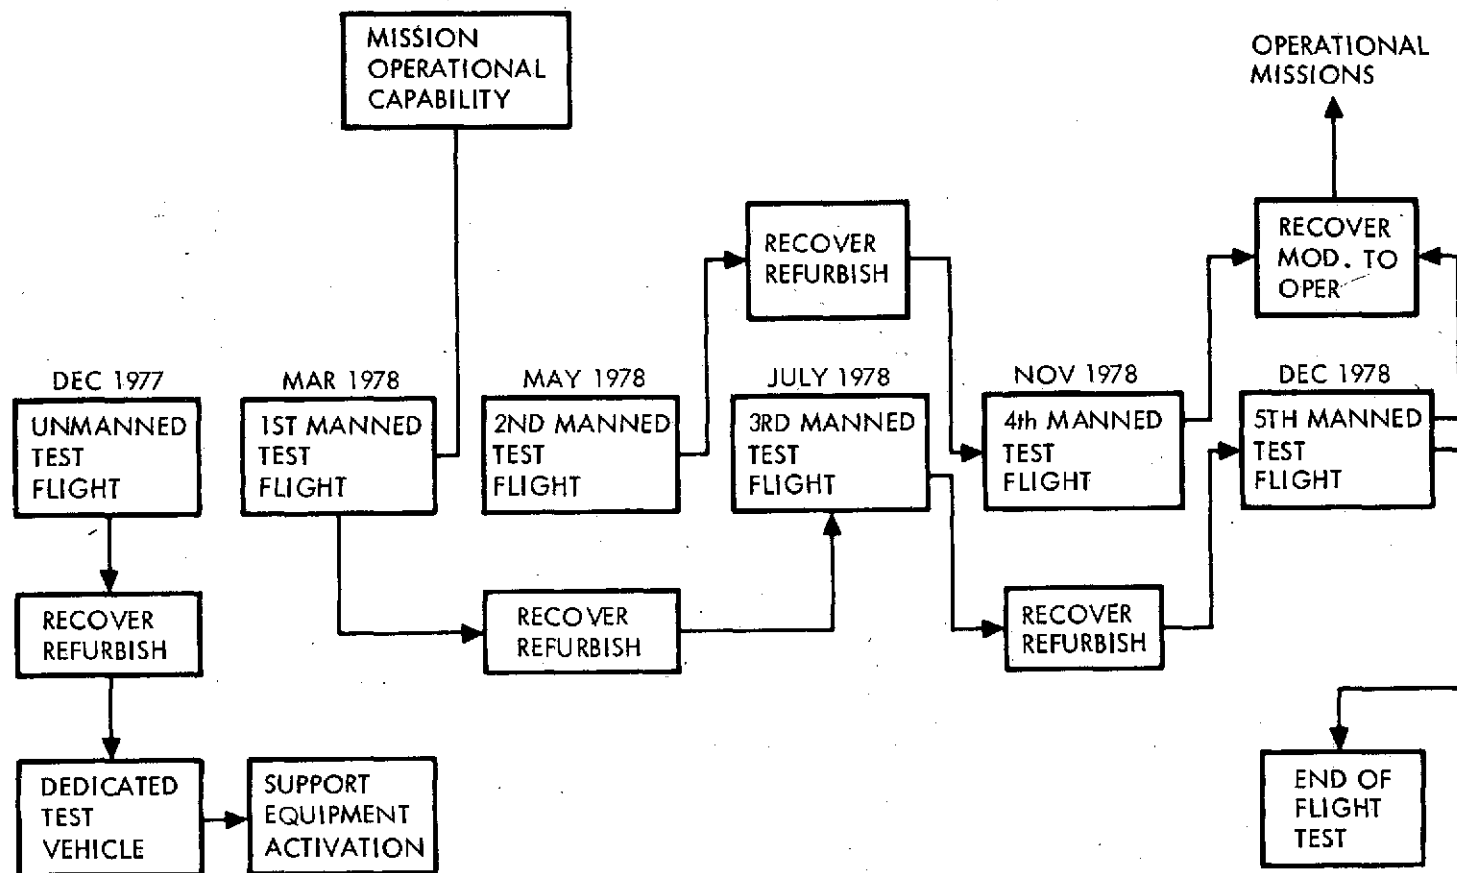 MISSION
OPERATIONAL
CAPABILITY
OPERATIONAL
MISSIONS
RECOVER
REFURBISH
RECOVER
MOD. TO
OPER
DEC 1977
UNMANNED
TEST
FLIGHT
MAR 1978
1ST MANNED
TEST
FLIGHT
MAY 1978
2ND MANNED
TEST
FLIGHT
JULY 1978
3RD MANNED
TEST
FLIGHT
NOV 1978
4th MANNED
TEST
FLIGHT
DEC 1978
5TH MANNED
TEST
FLIGHT
RECOVER
REFURBISH
RECOVER
REFURBISH
RECOVER
REFURBISH
DEDICATED
TEST
VEHICLE
SUPPORT
EQUIPMENT
ACTIVATION
END OF
FLIGHT
TEST